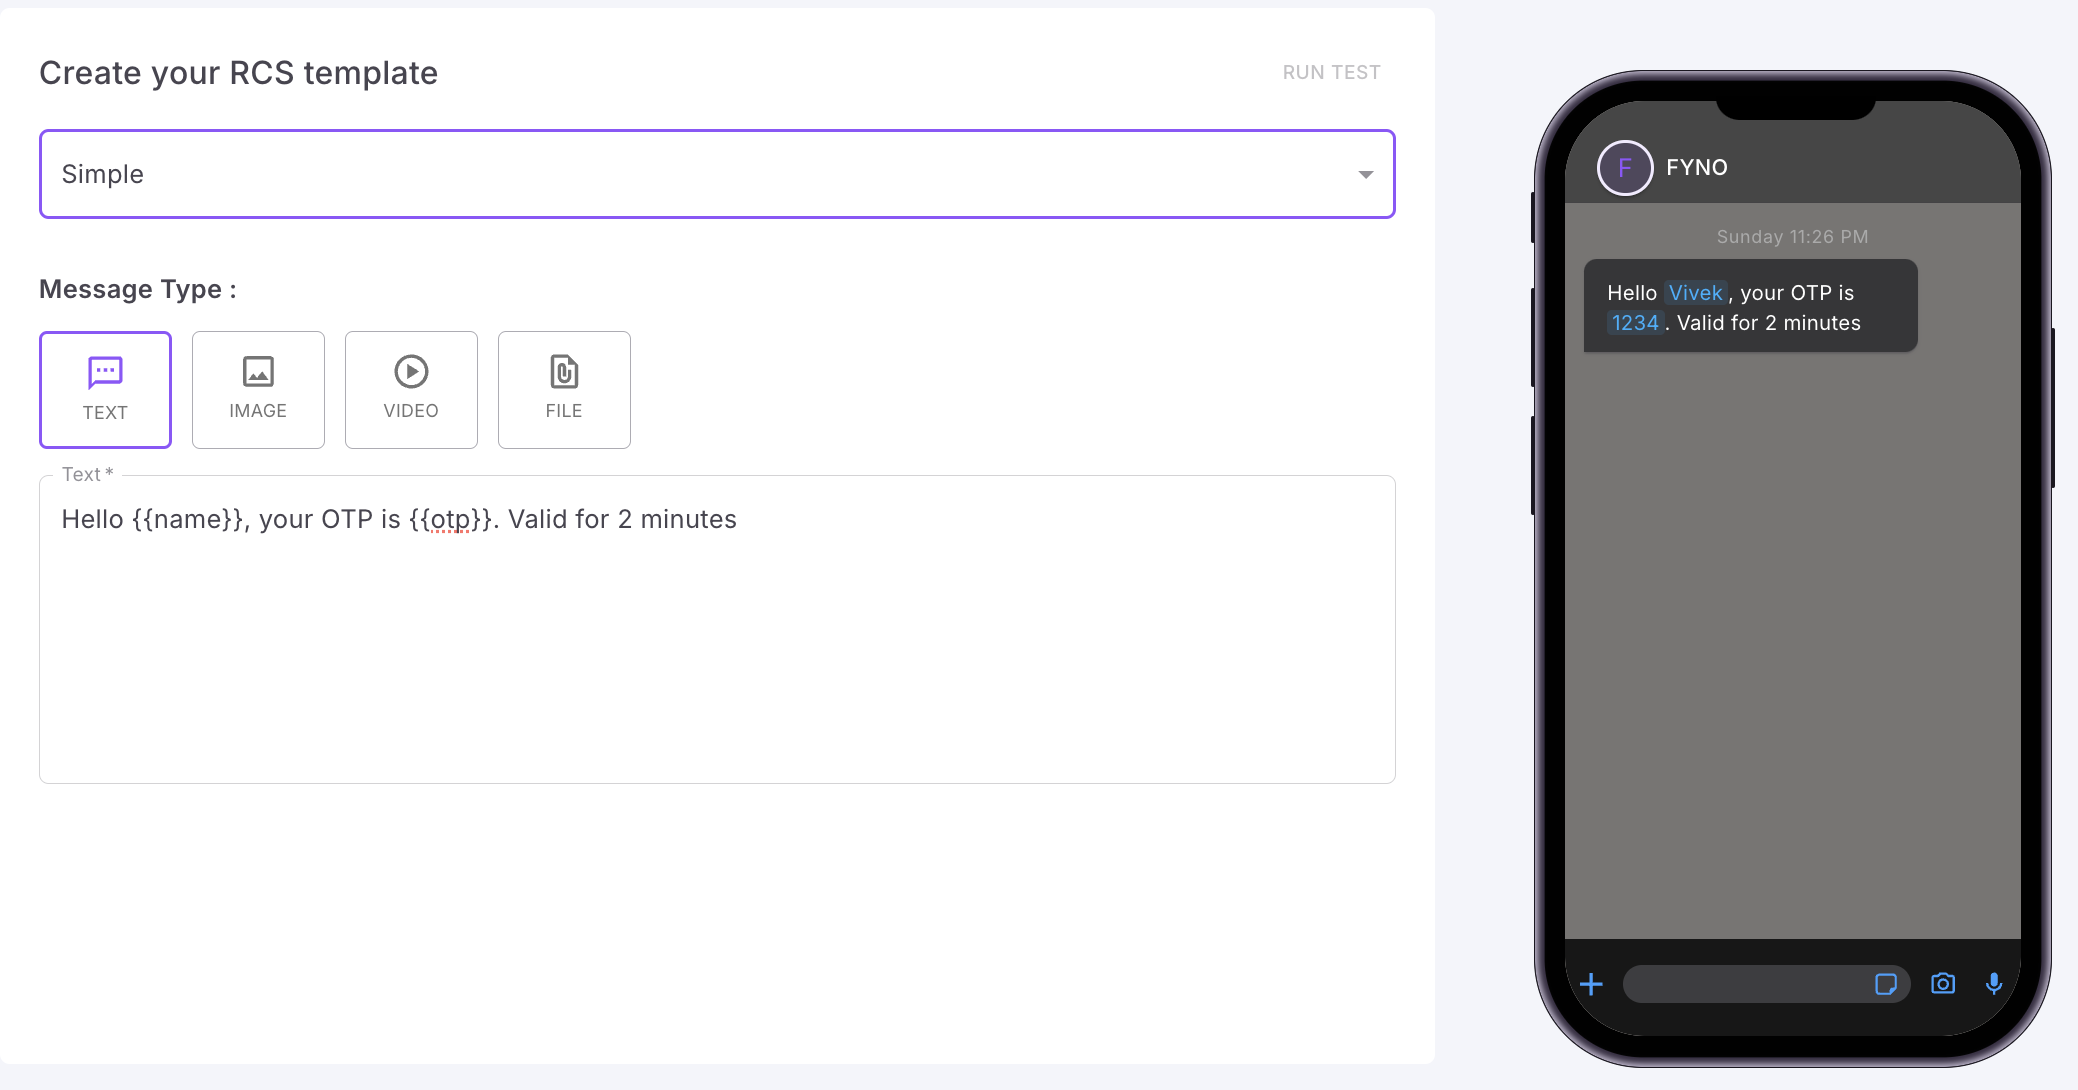 Create your RCS template
RUN TEST
Simple
Message Type :
TEXT
IMAGE
VIDEO
FILE
Text *
Hello {{name}}, your OTP is {{otp}}. Valid for 2 minutes
F
FYNO
Sunday 11:26 PM
Hello Vivek, your OTP is
1234. Valid for 2 minutes